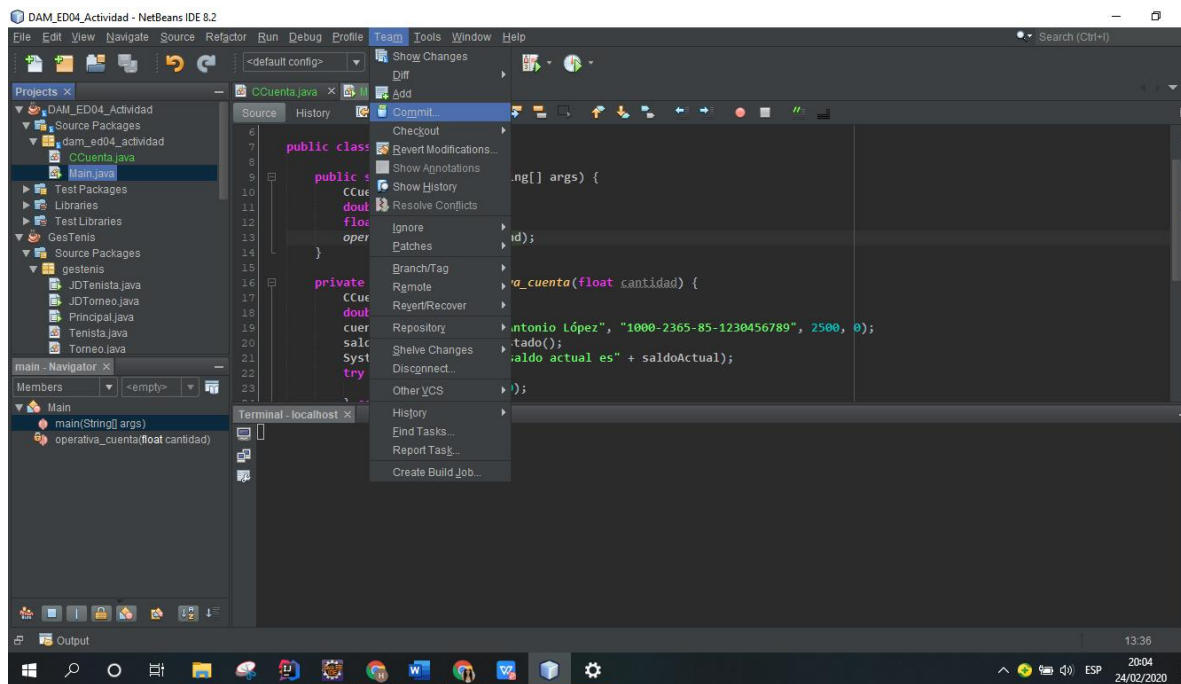 DAM_ED04_Actividad - NetBeans IDE 8.2
File Edit View Navigate Source Refactor Run Debug Profile Team Tools Window Help
Search (Ctrl+I)
<default config>
Projects
DAM_ED04_Actividad
Source Packages
dam_ed04_actividad
CCuenta.java
Main.java
Test Packages
Libraries
Test Libraries
GesTenis
Source Packages
gestenis
JDTenista.java
JDTorneo.java
Principal.java
Tenista.java
Torneo.java
main - Navigator
Members
<empty>
Main
main(String[] args)
operativa_cuenta(float cantidad)
CCuenta.java
M
Source History
6
7 public class
8
9 public s ing[] args) {
10 CCue
11 doub
12 floa
13 oper ad);
14 }
15
16 private va_cuenta(float cantidad) {
17 CCue
18 doub
19 cuer ntonio López", "1000-2365-85-1230456789", 2500, 0);
20 salo tado();
21 Syst saldo actual es" + saldoActual);
22 try
23 );
Show Changes
Diff
Add
Commit...
Checkout
Revert Modifications...
Show Annotations
Show History
Resolve Conflicts
Ignore
Patches
Branch/Tag
Remote
Revert/Recover
Repository
Shelve Changes
Disconnect...
Other VCS
History
Find Tasks...
Report Task...
Create Build Job...
Terminal - localhost
Output
13:36
ESP
20:04
24/02/2020